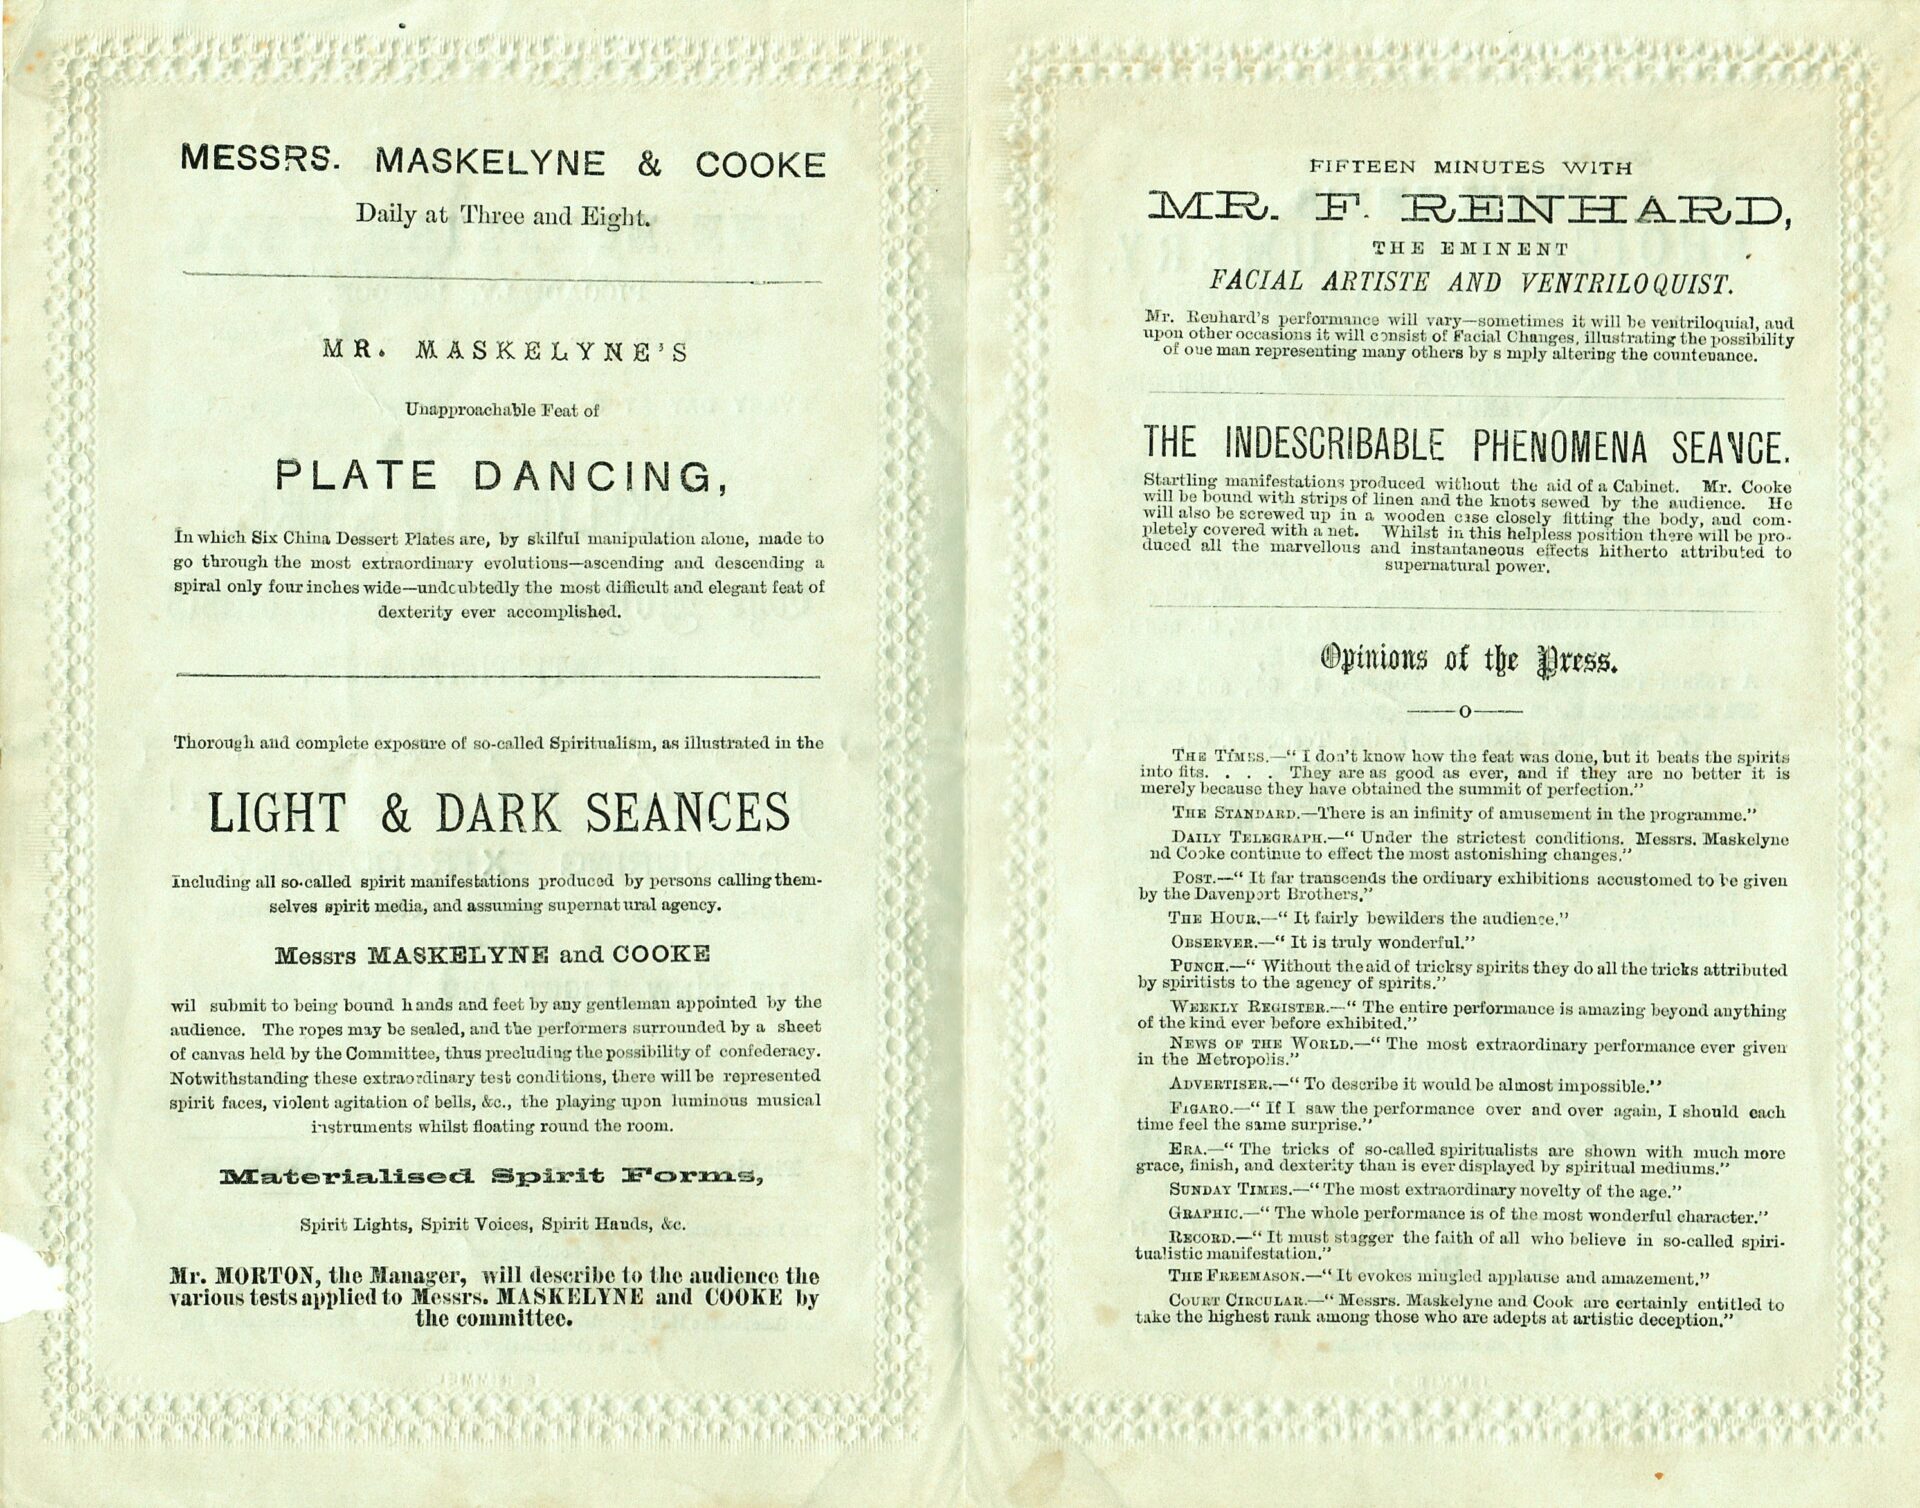 MESSRS. MASKELYNE & COOKE
Daily at Three and Eight.
MR. MASKELYNE'S
Unapproachable Feat of
PLATE DANCING,
In which Six China Dessert Plates are, by skilful manipulation alone, made to
go through the most extraordinary evolutions—ascending and descending a
spiral only four inches wide—undoubtedly the most difficult and elegant feat of
dexterity ever accomplished.
Thorough and complete exposure of so-called Spiritualism, as illustrated in the
LIGHT & DARK SEANCES
Including all so-called spirit manifestations produced by persons calling them-
selves spirit media, and assuming supernatural agency.
Messrs MASKELYNE and COOKE
wil submit to being bound hands and feet by any gentleman appointed by the
audience. The ropes may be sealed, and the performers surrounded by a sheet
of canvas held by the Committee, thus precluding the possibility of confederacy.
Notwithstanding these extraordinary test conditions, there will be represented
spirit faces, violent agitation of bells, &c., the playing upon luminous musical
instruments whilst floating round the room.
Materialised Spirit Forms,
Spirit Lights, Spirit Voices, Spirit Hands, &c.
Mr. MORTON, the Manager, will describe to the audience the
various tests applied to Messrs. MASKELYNE and COOKE by
the committee.
FIFTEEN MINUTES WITH
MR. F. RENHARD,
THE EMINENT
FACIAL ARTISTE AND VENTRILOQUIST.
Mr. Renhard's performance will vary—sometimes it will be ventriloquial, and
upon other occasions it will consist of Facial Changes, illustrating the possibility
of one man representing many others by s mply altering the countenance.
THE INDESCRIBABLE PHENOMENA SEANCE.
Startling manifestations produced without the aid of a Cabinet. Mr. Cooke
will be bound with strips of linen and the knots sewed by the audience. He
will also be screwed up in a wooden case closely fitting the body, and com-
pletely covered with a net. Whilst in this helpless position there will be pro-
duced all the marvellous and instantaneous effects hitherto attributed to
supernatural power.
Opinions of the Press.
—o—
THE TIMES.—" I don't know how the feat was done, but it beats the spirits
into fits. . . . They are as good as ever, and if they are no better it is
merely because they have obtained the summit of perfection."
THE STANDARD.—There is an infinity of amusement in the programme."
DAILY TELEGRAPH.—" Under the strictest conditions. Messrs. Maskelyne
nd Cooke continue to effect the most astonishing changes."
POST.—" It far transcends the ordinary exhibitions accustomed to be given
by the Davenport Brothers."
THE HOUR.—" It fairly bewilders the audience."
OBSERVER.—" It is truly wonderful."
PUNCH.—" Without the aid of tricksy spirits they do all the tricks attributed
by spiritists to the agency of spirits."
WEEKLY REGISTER.—" The entire performance is amazing beyond anything
of the kind ever before exhibited."
NEWS OF THE WORLD.—" The most extraordinary performance ever given
in the Metropolis."
ADVERTISER.—" To describe it would be almost impossible."
FIGARO.—" If I saw the performance over and over again, I should each
time feel the same surprise."
ERA.—" The tricks of so-called spiritualists are shown with much more
grace, finish, and dexterity than is ever displayed by spiritual mediums."
SUNDAY TIMES.—" The most extraordinary novelty of the age."
GRAPHIC.—" The whole performance is of the most wonderful character."
RECORD.—" It must stagger the faith of all who believe in so-called spiri-
tualistic manifestation."
THE FREEMASON.—" It evokes mingled applause and amazement."
COURT CIRCULAR.—" Messrs. Maskelyne and Cook are certainly entitled to
take the highest rank among those who are adepts at artistic deception."